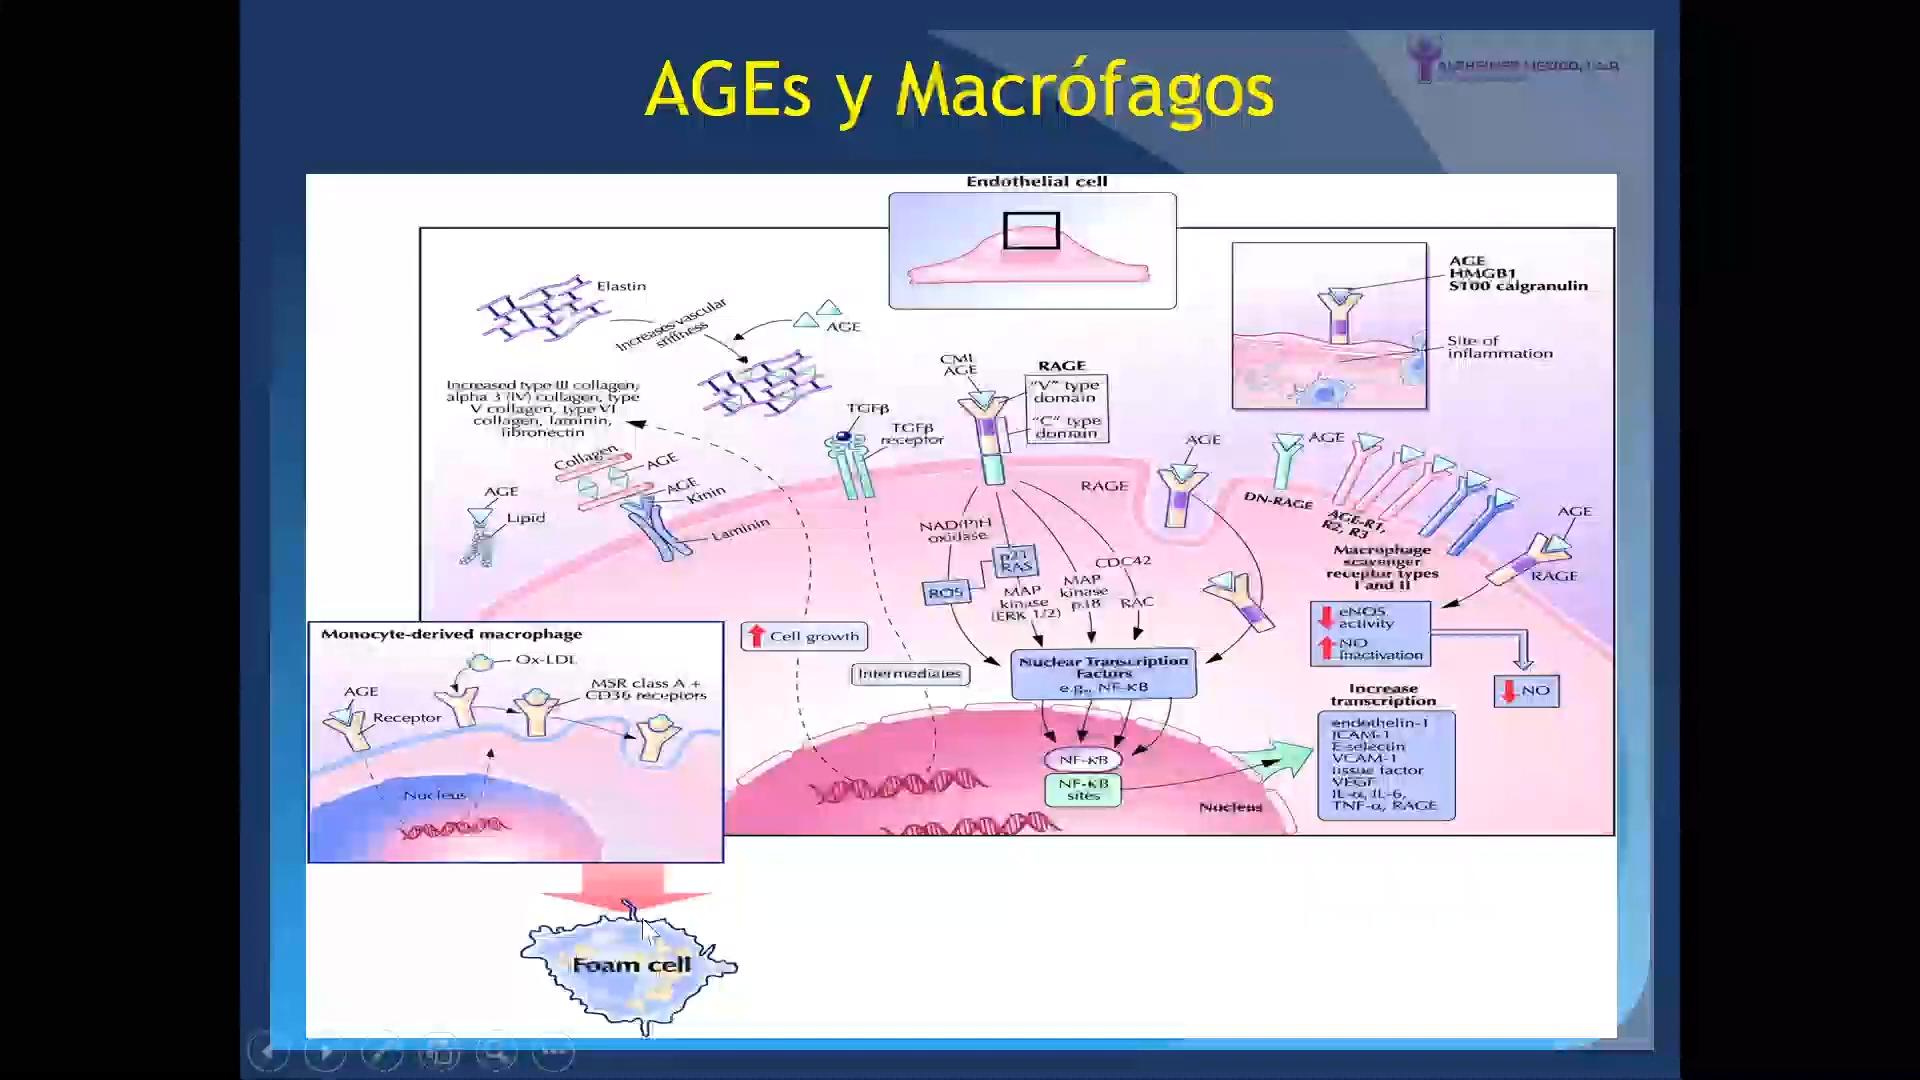 AGEs y Macrófagos
ALZHEIMER MEXICO, I.A.P.
Endothelial cell
Elastin
Increases vascular
stiffness
AGE
Increased type III collagen,
alpha 3 (IV) collagen, type
V collagen, type VI
collagen, laminin,
fibronectin
Collagen
AGE
AGE
Kinin
AGE
Lipid
Laminin
TGFβ
TGFβ
receptor
CML
AGE
RAGE
"V" type
domain
"C" type
domain
AGE
HMGB1
S100 calgranulin
Site of
inflammation
RAGE
AGE
AGE
DN-RAGE
AGE-R1,
R2, R3
Macrophage
scavenger
receptor types
I and II
AGE
RAGE
NAD(P)H
oxidase
p21
RAS
ROS
MAP
kinase
(ERK 1/2)
MAP
kinase
p38
CDC42
RAC
Nuclear Transcription
Factors
e.g., NF-κB
Cell growth
Intermediates
NF-κB
NF-κB
sites
Nucleus
eNOS
activity
NO
Inactivation
NO
Increase
transcription
endothelin-1
ICAM-1
E-selectin
VCAM-1
tissue factor
VEGF
IL-α, IL-6,
TNF-α, RAGE
Monocyte-derived macrophage
Ox-LDL
AGE
Receptor
MSR class A +
CD36 receptors
Nucleus
Foam cell